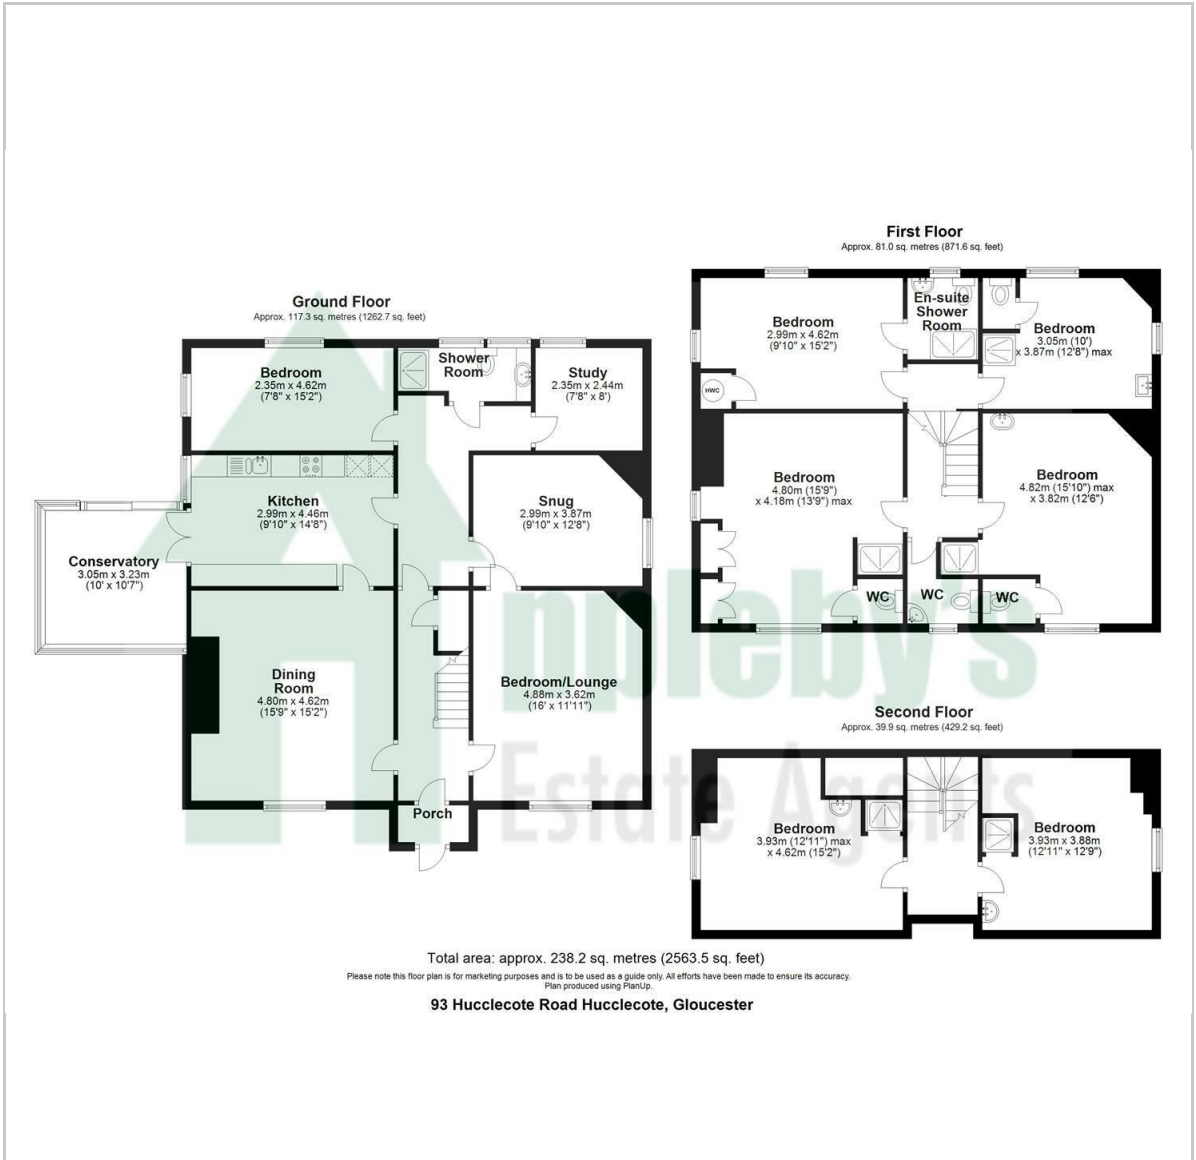 Ground Floor
Approx. 117.3 sq. metres (1262.7 sq. feet)
Bedroom
2.35m x 4.62m
(7'8" x 15'2")
Shower
Room
Study
2.35m x 2.44m
(7'8" x 8')
Kitchen
2.99m x 4.46m
(9'10" x 14'8")
Snug
2.99m x 3.87m
(9'10" x 12'8")
Conservatory
3.05m x 3.23m
(10' x 10'7")
Dining
Room
4.80m x 4.62m
(15'9" x 15'2")
Bedroom/Lounge
4.88m x 3.62m
(16' x 11'11")
Porch
First Floor
Approx. 81.0 sq. metres (871.6 sq. feet)
Bedroom
2.99m x 4.62m
(9'10" x 15'2")
En-suite
Shower
Room
Bedroom
3.05m (10')
x 3.87m (12'8") max
HWC
Bedroom
4.80m (15'9")
x 4.18m (13'9") max
Bedroom
4.82m (15'10") max
x 3.82m (12'6")
WC
WC
WC
Second Floor
Approx. 39.9 sq. metres (429.2 sq. feet)
Bedroom
3.93m (12'11") max
x 4.62m (15'2")
Bedroom
3.93m x 3.88m
(12'11" x 12'9")
Appleby's
Estate Agents
Total area: approx. 238.2 sq. metres (2563.5 sq. feet)
Please note this floor plan is for marketing purposes and is to be used as a guide only. All efforts have been made to ensure its accuracy.
Plan produced using PlanUp.
93 Hucclecote Road Hucclecote, Gloucester